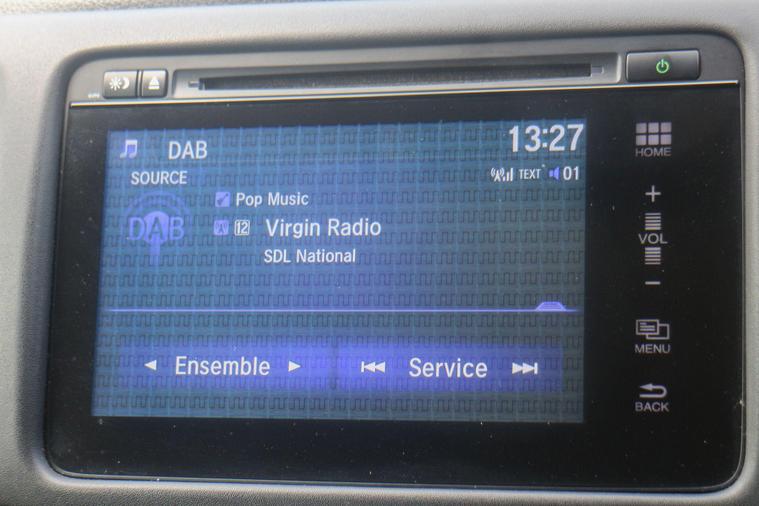 DAB
13:27
SOURCE
TEXT
01
DAB
Pop Music
12
Virgin Radio
SDL National
Ensemble
Service
HOME
+
VOL
−
MENU
BACK